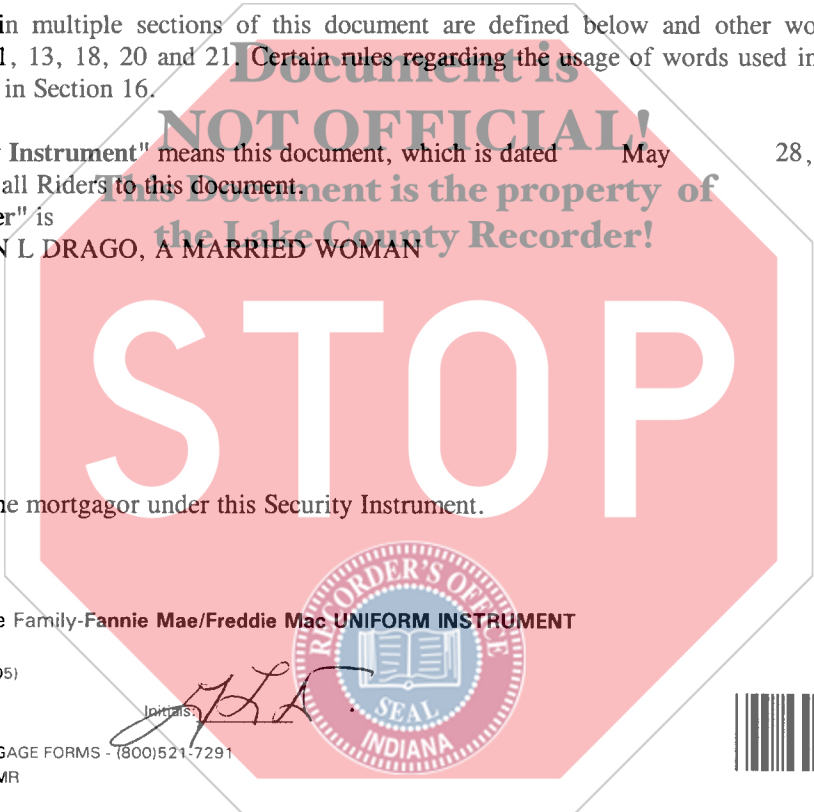 in multiple sections of this document are defined below and other wo
1, 13, 18, 20 and 21. Certain rules regarding the usage of words used in
in Section 16.
Document is
NOT OFFICIAL!
This Document is the property of
the Lake County Recorder!
Instrument" means this document, which is dated May 28,
all Riders to this document.
er" is
N L DRAGO, A MARRIED WOMAN
STOP
he mortgagor under this Security Instrument.
RECORDER'S OFFICE
SEAL
INDIANA
e Family-Fannie Mae/Freddie Mac UNIFORM INSTRUMENT
05)
Initials:
GAGE FORMS - (800)521-7291
MR